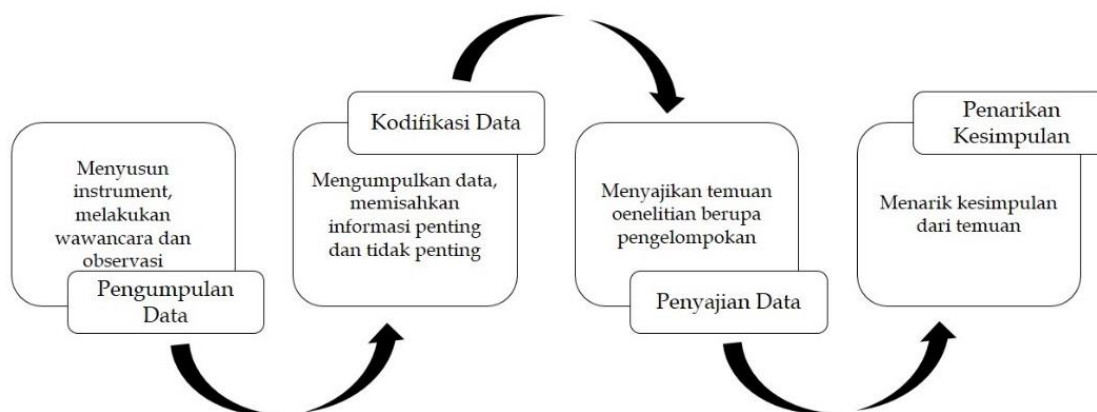 Menyusun
instrument,
melakukan
wawancara dan
observasi
Pengumpulan
Data
Kodifikasi Data
Mengumpulkan data,
memisahkan
informasi penting
dan tidak penting
Menyajikan temuan
oenelitian berupa
pengelompokan
Penyajian Data
Penarikan
Kesimpulan
Menarik kesimpulan
dari temuan